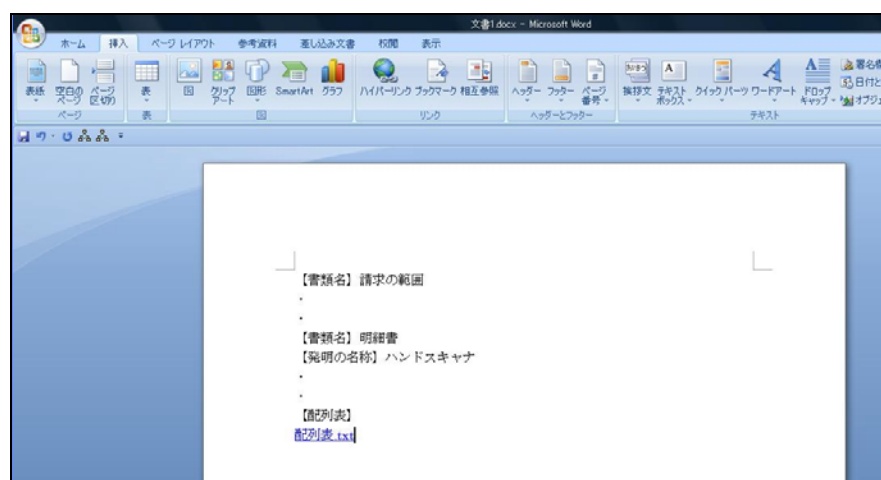 文書1.docx - Microsoft Word
ホーム 挿入 ページ レイアウト 参考資料 差し込み文書 校閲 表示
表紙 空白のページ ページ区切り 表 図 クリップアート 図形 SmartArt グラフ ハイパーリンク ブックマーク 相互参照 ヘッダー フッター ページ番号 挨拶文 テキストボックス クイック パーツ ワードアート ドロップキャップ
署名欄
日付と
オブジェ
ページ 表 図 リンク ヘッダーとフッター テキスト
【書類名】請求の範囲
・
・
【書類名】明細書
【発明の名称】ハンドスキャナ
・
・
【配列表】
配列表.txt